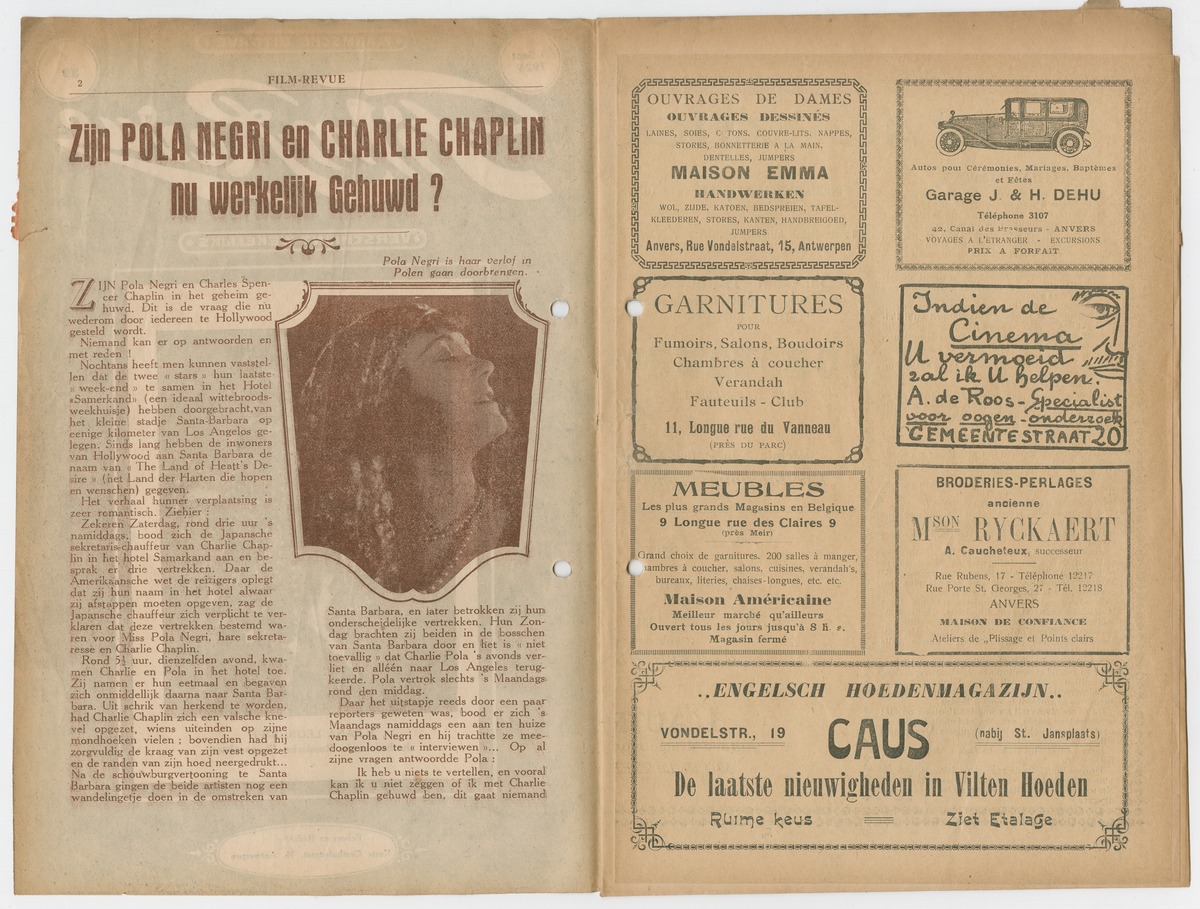 2
FILM-REVUE
Zijn POLA NEGRI en CHARLIE CHAPLIN
nu werkelijk Gehuwd ?
Pola Negri is haar verlof in
Polen gaan doorbrengen.
ZIJN Pola Negri en Charles Spen-
cer Chaplin in het geheim ge-
huwd. Dit is de vraag die nu
wederom door iedereen te Hollywood
gesteld wordt.
Niemand kan er op antwoorden en
met reden !
Nochtans heeft men kunnen vaststel-
len dat de twee « stars » hun laatste-
« week-end » te samen in het Hotel
«Samerkand» (een ideaal wittebroods-
weekhuisje) hebben doorgebracht,van
het kleine stadje Santa-Barbara op
eenige kilometer van Los Angelos ge-
legen. Sinds lang hebben de inwoners
van Hollywood aan Santa Barbara de
naam van « The Land of Heatt's De-
sire » (het Land der Harten die hopen
en wenschen) gegeven.
Het verhaal hunner verplaatsing is
zeer romantisch. Ziehier :
Zekeren Zaterdag, rond drie uur 's
namiddags, bood zich de Japansche
sekretaris-chauffeur van Charlie Chap-
lin in het hotel Samarkand aan en be-
sprak er drie vertrekken. Daar de
Amerikaansche wet de reizigers oplegt
dat zij hun naam in het hotel alwaar
zij afstappen moeten opgeven, zag de
Japansche chauffeur zich verplicht te ver-
klaren dat deze vertrekken bestemd wa-
ren voor Miss Pola Negri, hare sekreta-
resse en Charlie Chaplin.
Rond 5½ uur, dienzelfden avond, kwa-
men Charlie en Pola in het hotel toe.
Zij namen er hun eetmaal en begaven
zich onmiddellijk daarna naar Santa Bar-
bara. Uit schrik van herkend te worden,
had Charlie Chaplin zich een valsche kne-
vel opgezet, wiens uiteinden op zijne
mondhoeken vielen ; bovendien had hij
zorgvuldig de kraag van zijn vest opgezet
en de randen van zijn hoed neergedrukt...
Na de schouwburgvertooning te Santa
Barbara gingen de beide artisten nog een
wandelingetje doen in de omstreken van
Santa Barbara, en later betrokken zij hun
onderscheidelijke vertrekken. Hun Zon-
dag brachten zij beiden in de bosschen
van Santa Barbara door en het is « niet
toevallig » dat Charlie Pola 's avonds ver-
liet en alléén naar Los Angeles terug-
keerde. Pola vertrok slechts 's Maandags
rond den middag.
Daar het uitstapje reeds door een paar
reporters geweten was, bood er zich 's
Maandags namiddags een aan ten huize
van Pola Negri en hij trachtte ze mee-
doogenloos te « interviewen »... Op al
zijne vragen antwoordde Pola :
Ik heb u niets te vertellen, en vooral
kan ik u niet zeggen of ik met Charlie
Chaplin gehuwd ben, dit gaat niemand
OUVRAGES DE DAMES
OUVRAGES DESSINÉS
LAINES, SOIES, C TONS, COUVRE-LITS, NAPPES,
STORES, BONNETTERIE A LA MAIN,
DENTELLES, JUMPERS
MAISON EMMA
HANDWERKEN
WOL, ZIJDE, KATOEN, BEDSPREIEN, TAFEL-
KLEEDEREN, STORES, KANTEN, HANDBREIGOED,
JUMPERS
Anvers, Rue Vondelstraat, 15, Antwerpen
Autos pour Cérémonies, Mariages, Baptêmes
et Fêtes
Garage J. & H. DEHU
Téléphone 3107
42, Canal des Brasseurs - ANVERS
VOYAGES A L'ETRANGER - EXCURSIONS
PRIX A FORFAIT
GARNITURES
POUR
Fumoirs, Salons, Boudoirs
Chambres à coucher
Verandah
Fauteuils - Club
11, Longue rue du Vanneau
(PRÈS DU PARC)
Indien de
Cinema
U vermoeid
zal ik U helpen.
A. de Roos - Specialist
voor oogen-onderzoek
GEMEENTESTRAAT 20
MEUBLES
Les plus grands Magasins en Belgique
9 Longue rue des Claires 9
(près Meir)
Grand choix de garnitures. 200 salles à manger,
ambres à coucher, salons, cuisines, verandah's,
bureaux, literies, chaises-longues, etc. etc.
Maison Américaine
Meilleur marché qu'ailleurs
Ouvert tous les jours jusqu'à 8 h. s.
Magasin fermé
BRODERIES-PERLAGES
ancienne
MSON RYCKAERT
A. Caucheteux, successeur
Rue Rubens, 17 - Téléphone 12217
Rue Porte St. Georges, 27 - Tél. 12218
ANVERS
MAISON DE CONFIANCE
Ateliers de „Plissage et Points clairs
..ENGELSCH HOEDENMAGAZIJN..
VONDELSTR., 19
CAUS
(nabij St. Jansplaats)
De laatste nieuwigheden in Vilten Hoeden
Ruime keus
Ziet Etalage